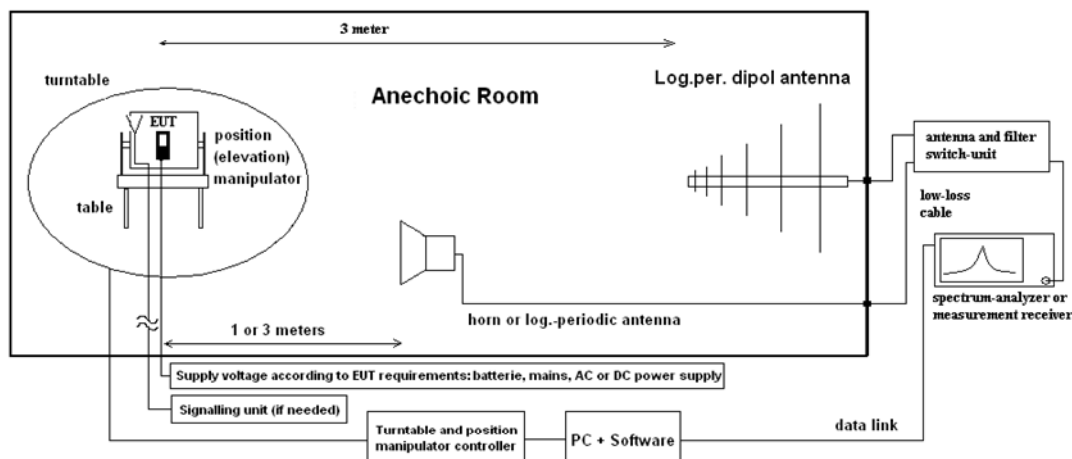 3 meter
turntable
Anechoic Room
Log.per. dipol antenna
EUT
position
(elevation)
manipulator
table
antenna and filter
switch-unit
low-loss
cable
spectrum-analyzer or
measurement receiver
horn or log.-periodic antenna
1 or 3 meters
Supply voltage according to EUT requirements: batterie, mains, AC or DC power supply
Signalling unit (if needed)
Turntable and position
manipulator controller
PC + Software
data link